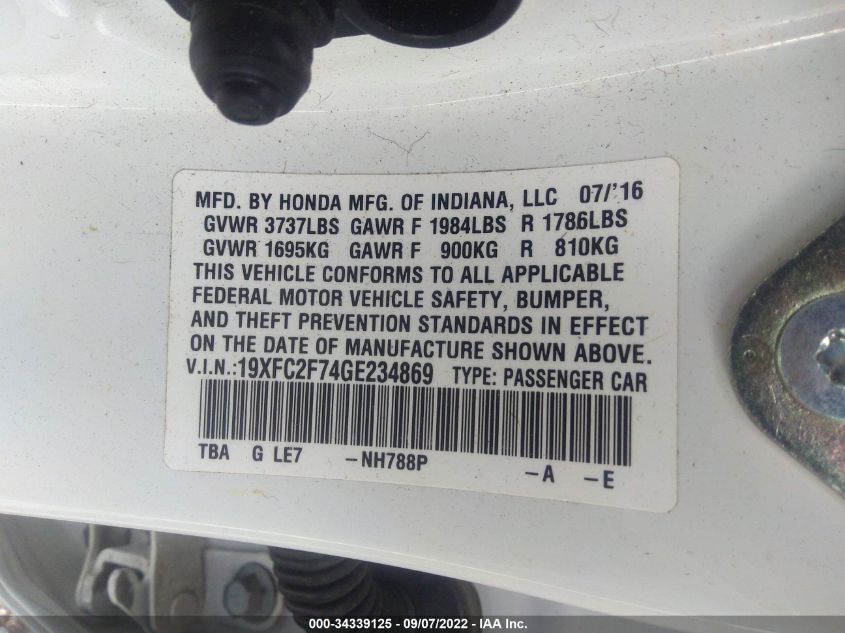 MFD. BY HONDA MFG. OF INDIANA, LLC 07/'16
GVWR 3737LBS GAWR F 1984LBS R 1786LBS
GVWR 1695KG GAWR F 900KG R 810KG
THIS VEHICLE CONFORMS TO ALL APPLICABLE
FEDERAL MOTOR VEHICLE SAFETY, BUMPER,
AND THEFT PREVENTION STANDARDS IN EFFECT
ON THE DATE OF MANUFACTURE SHOWN ABOVE.
V.I.N.:19XFC2F74GE234869 TYPE: PASSENGER CAR
TBA G LE7 -NH788P -A -E
000-34339125 - 09/07/2022 - IAA Inc.